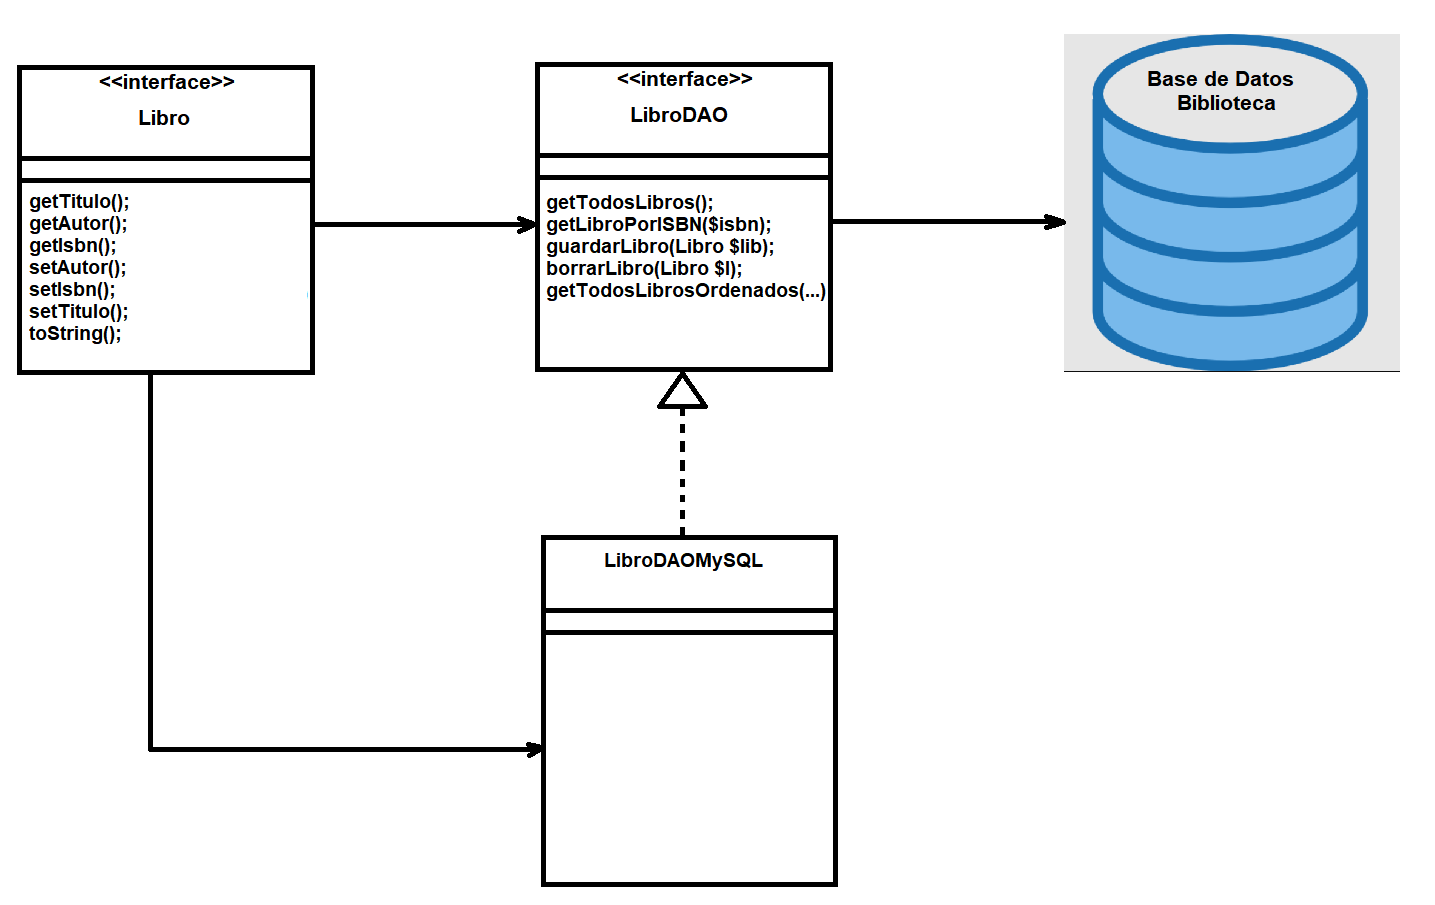 <<interface>>
Libro
getTitulo();
getAutor();
getIsbn();
setAutor();
setIsbn();
setTitulo();
toString();
<<interface>>
LibroDAO
getTodosLibros();
getLibroPorISBN($isbn);
guardarLibro(Libro $lib);
borrarLibro(Libro $l);
getTodosLibrosOrdenados(...)
Base de Datos
Biblioteca
LibroDAOMySQL